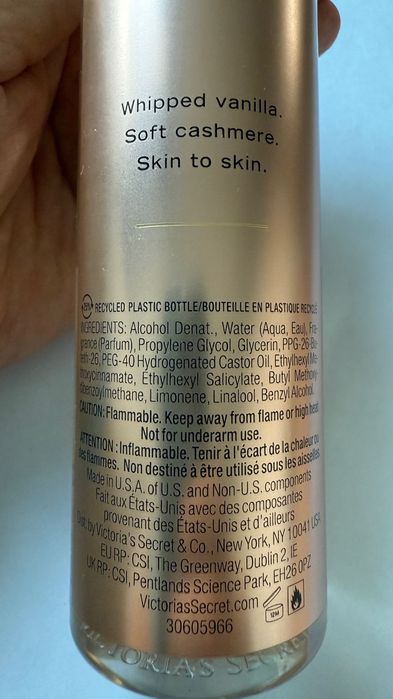 Whipped vanilla.
Soft cashmere.
Skin to skin.
RECYCLED PLASTIC BOTTLE/BOUTEILLE EN PLASTIQUE RECYCLÉ
INGREDIENTS: Alcohol Denat., Water (Aqua, Eau), Fra-
grance (Parfum), Propylene Glycol, Glycerin, PPG-26-Bu-
teth-26, PEG-40 Hydrogenated Castor Oil, Ethylhexyl Me-
thoxycinnamate, Ethylhexyl Salicylate, Butyl Methoxy-
dibenzoylmethane, Limonene, Linalool, Benzyl Alcohol.
CAUTION: Flammable. Keep away from flame or high heat.
Not for underarm use.
ATTENTION : Inflammable. Tenir à l'écart de la chaleur ou
des flammes. Non destiné à être utilisé sous les aisselles.
Made in U.S.A. of U.S. and Non-U.S. components
Fait aux États-Unis avec des composantes
provenant des États-Unis et d'ailleurs
Dist. by Victoria's Secret & Co., New York, NY 10041 USA
EU RP: CSI, The Greenway, Dublin 2, IE
UK RP: CSI, Pentlands Science Park, EH26 0PZ
VictoriasSecret.com 12M
30605966
VICTORIA'S SECRET